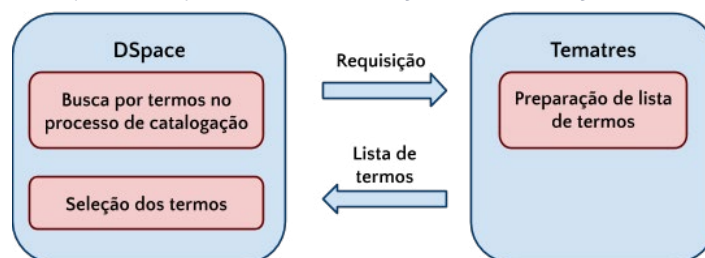 DSpace
Busca por termos no
processo de catalogação
Seleção dos termos
Requisição
Lista de
termos
Tematres
Preparação de lista
de termos